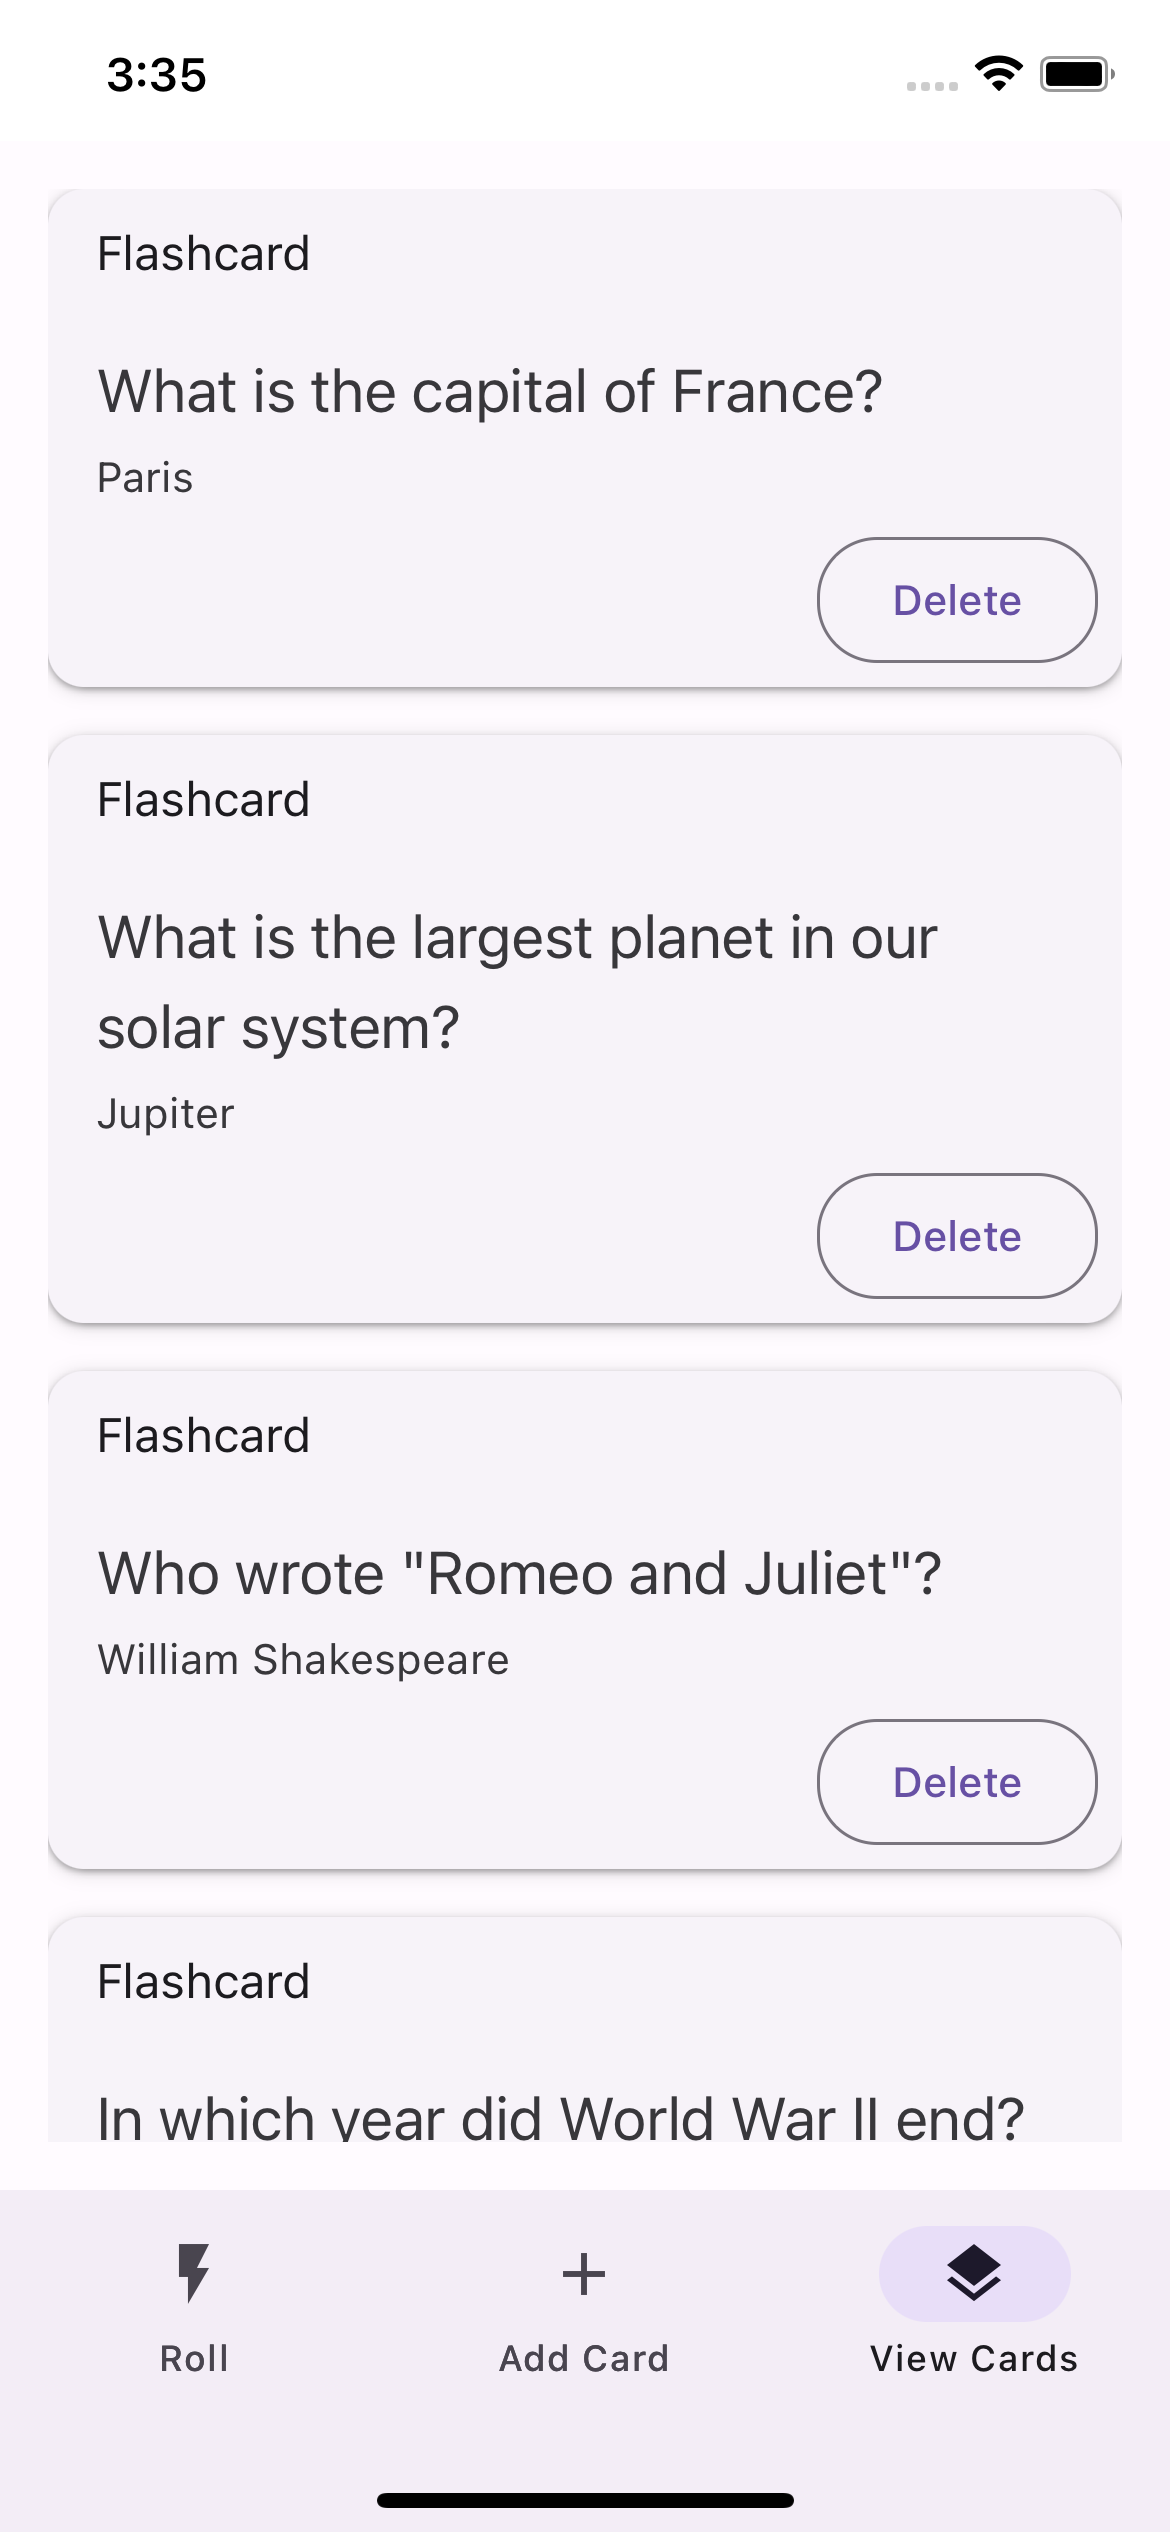 3:35
Flashcard
What is the capital of France?
Paris
Delete
Flashcard
What is the largest planet in our
solar system?
Jupiter
Delete
Flashcard
Who wrote "Romeo and Juliet"?
William Shakespeare
Delete
Flashcard
In which year did World War II end?
Roll
Add Card
View Cards